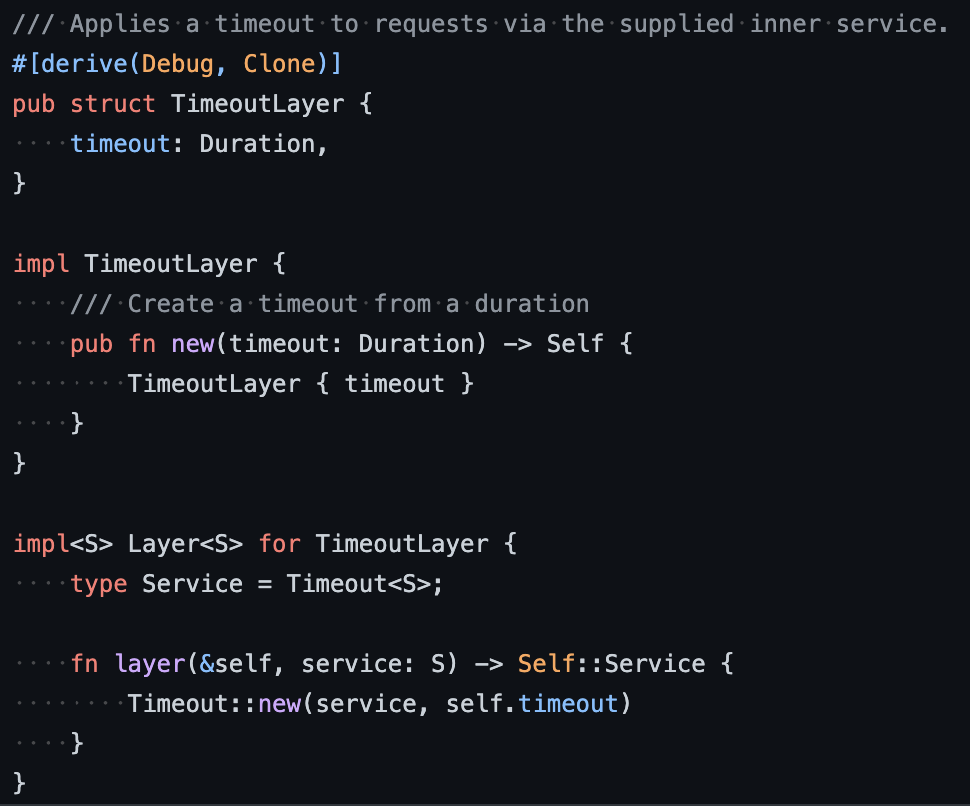 /// Applies a timeout to requests via the supplied inner service.
#[derive(Debug, Clone)]
pub struct TimeoutLayer {
    timeout: Duration,
}

impl TimeoutLayer {
    /// Create a timeout from a duration
    pub fn new(timeout: Duration) -> Self {
        TimeoutLayer { timeout }
    }
}

impl<S> Layer<S> for TimeoutLayer {
    type Service = Timeout<S>;

    fn layer(&self, service: S) -> Self::Service {
        Timeout::new(service, self.timeout)
    }
}